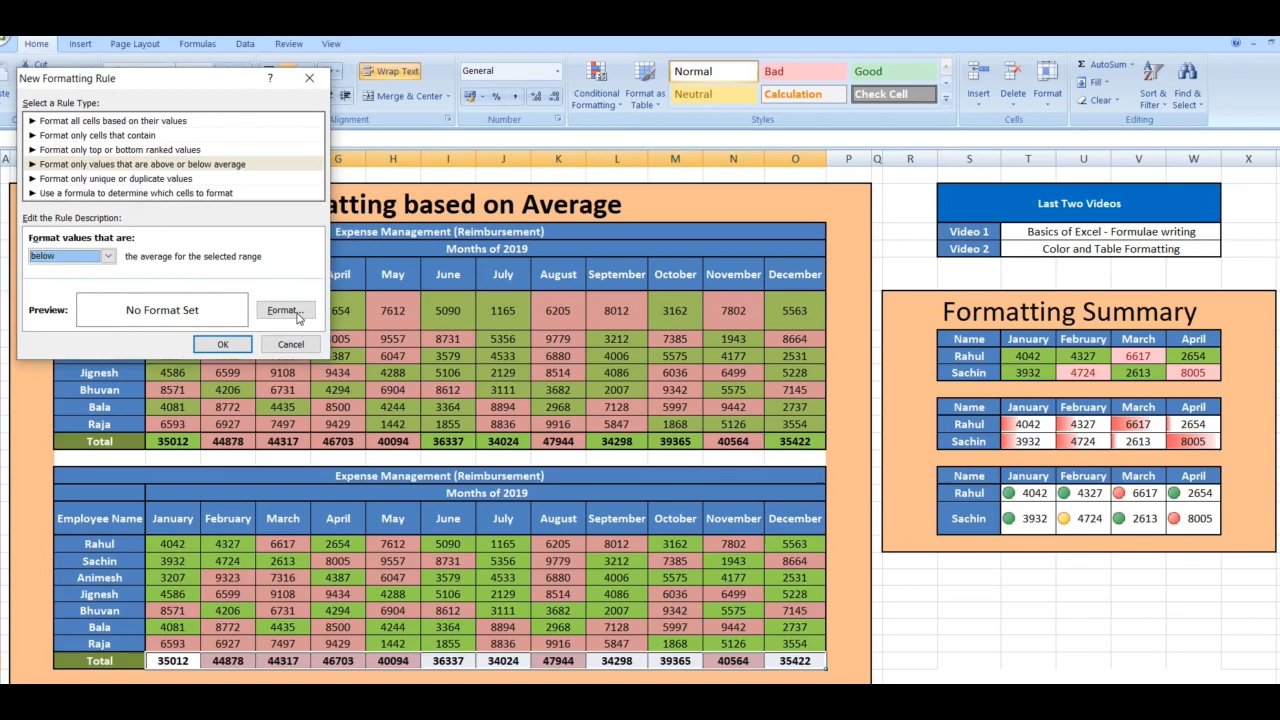 Home Insert Page Layout Formulas Data Review View
Cut
Wrap Text General Normal Bad Good AutoSum
Merge & Center % , Conditional Formatting Format as Table Neutral Calculation Check Cell Insert Delete Format Fill Clear Sort & Filter Find & Select
Alignment Number Styles Cells Editing
New Formatting Rule ? X
Select a Rule Type:
► Format all cells based on their values
► Format only cells that contain
► Format only top or bottom ranked values
► Format only values that are above or below average
► Format only unique or duplicate values
► Use a formula to determine which cells to format
Edit the Rule Description:
Format values that are:
below the average for the selected range
Preview: No Format Set Format...
OK Cancel
A G H I J K L M N O P Q R S T U V W X
atting based on Average
Expense Management (Reimbursement)
Months of 2019
April May June July August September October November December
654 7612 5090 1165 6205 8012 3162 7802 5563
8005 9557 8731 5356 9779 3212 7385 1943 8664
4387 6047 3579 4533 6880 4006 5575 4177 2531
Jignesh 4586 6599 9108 9434 4288 5106 2129 8514 4086 6036 6499 5228
Bhuvan 8571 4206 6731 4294 6904 8612 3111 3682 2007 9342 5575 7145
Bala 4081 8772 4435 8500 4244 3364 8894 2968 7128 5997 9442 2737
Raja 6593 6927 7497 9429 1442 1855 8836 9916 5847 1868 5126 3554
Total 35012 44878 44317 46703 40094 36337 34024 47944 34298 39365 40564 35422
Expense Management (Reimbursement)
Months of 2019
Employee Name January February March April May June July August September October November December
Rahul 4042 4327 6617 2654 7612 5090 1165 6205 8012 3162 7802 5563
Sachin 3932 4724 2613 8005 9557 8731 5356 9779 3212 7385 1943 8664
Animesh 3207 9323 7316 4387 6047 3579 4533 6880 4006 5575 4177 2531
Jignesh 4586 6599 9108 9434 4288 5106 2129 8514 4086 6036 6499 5228
Bhuvan 8571 4206 6731 4294 6904 8612 3111 3682 2007 9342 5575 7145
Bala 4081 8772 4435 8500 4244 3364 8894 2968 7128 5997 9442 2737
Raja 6593 6927 7497 9429 1442 1855 8836 9916 5847 1868 5126 3554
Total 35012 44878 44317 46703 40094 36337 34024 47944 34298 39365 40564 35422
Last Two Videos
Video 1 Basics of Excel - Formulae writing
Video 2 Color and Table Formatting
Formatting Summary
Name January February March April
Rahul 4042 4327 6617 2654
Sachin 3932 4724 2613 8005
Name January February March April
Rahul 4042 4327 6617 2654
Sachin 3932 4724 2613 8005
Name January February March April
Rahul 4042 4327 6617 2654
Sachin 3932 4724 2613 8005